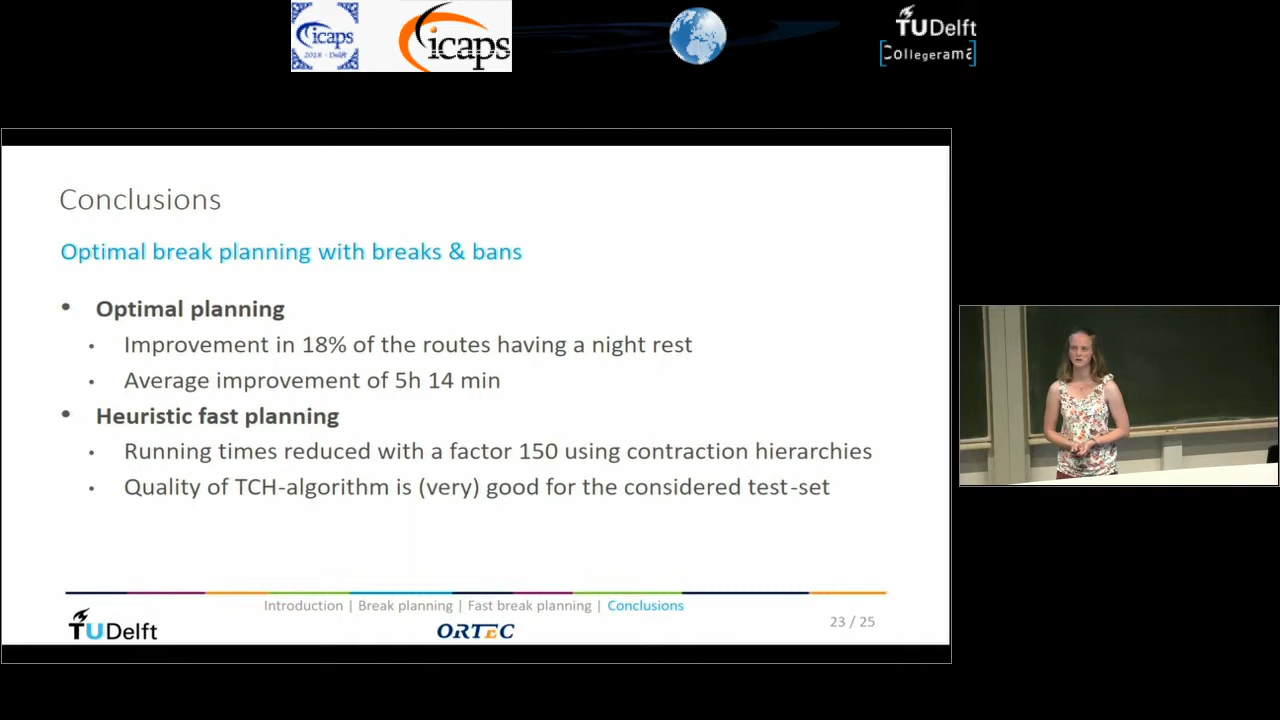 icaps
2018 - Delft
icaps
TUDelft
Collegerama
Conclusions
Optimal break planning with breaks & bans
• Optimal planning
• Improvement in 18% of the routes having a night rest
• Average improvement of 5h 14 min
• Heuristic fast planning
• Running times reduced with a factor 150 using contraction hierarchies
• Quality of TCH-algorithm is (very) good for the considered test-set
Introduction | Break planning | Fast break planning | Conclusions
TUDelft
ORTEC
23 / 25